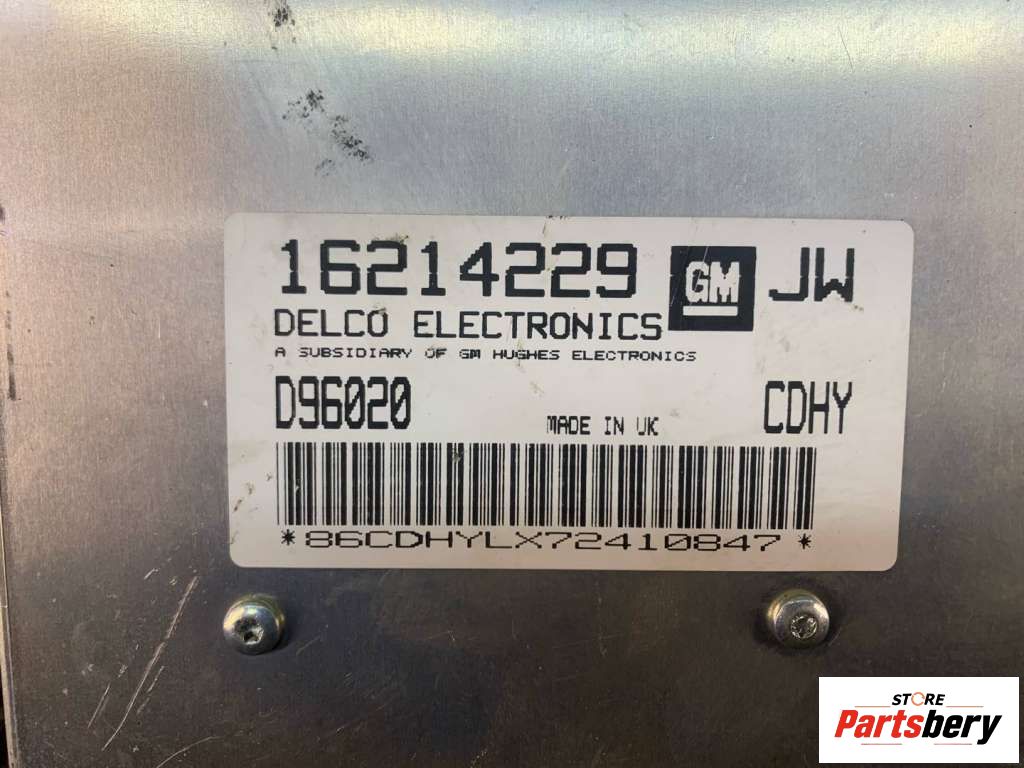 16214229 GM JW
DELCO ELECTRONICS
A SUBSIDIARY OF GM HUGHES ELECTRONICS
D96020 MADE IN UK CDHY
*86CDHYLX72410847*
STORE
Partsbery